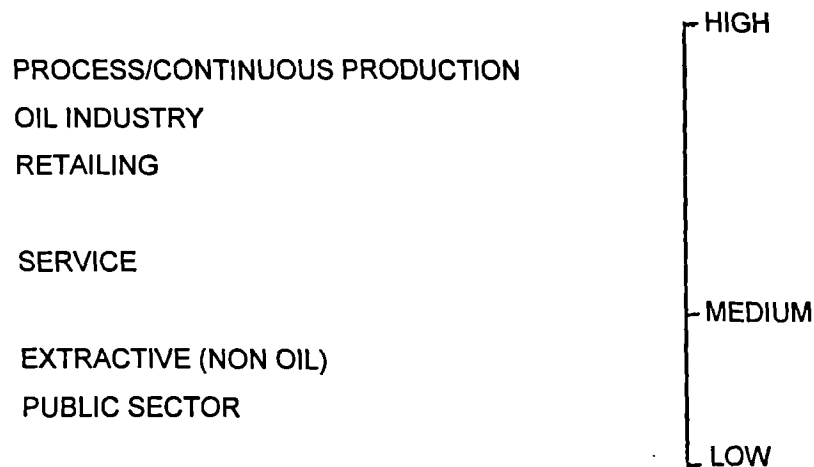 HIGH
PROCESS/CONTINUOUS PRODUCTION
OIL INDUSTRY
RETAILING
SERVICE
MEDIUM
EXTRACTIVE (NON OIL)
PUBLIC SECTOR
LOW